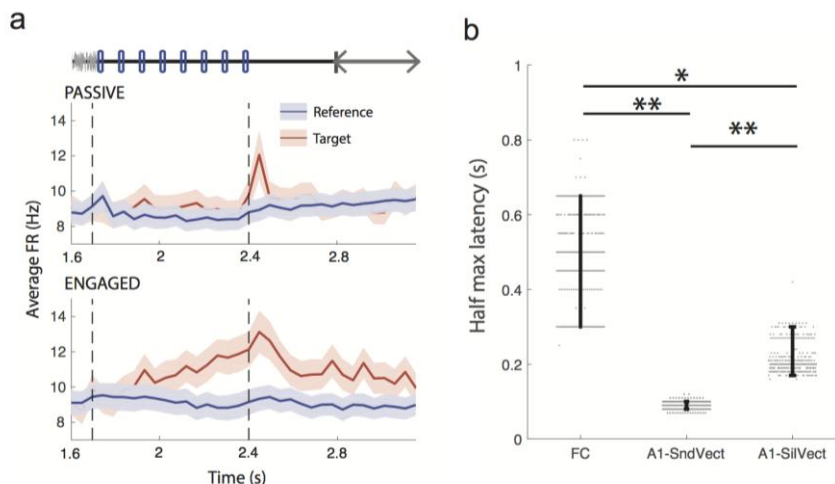 a
PASSIVE
Reference
Target
14
12
10
8
1.6
2
2.4
2.8
Average FR (Hz)
ENGAGED
14
12
10
8
1.6
2
2.4
2.8
Time (s)
b
1
0.8
0.6
0.4
0.2
0
Half max latency (s)
*
**
**
FC
A1-SndVect
A1-SilVect